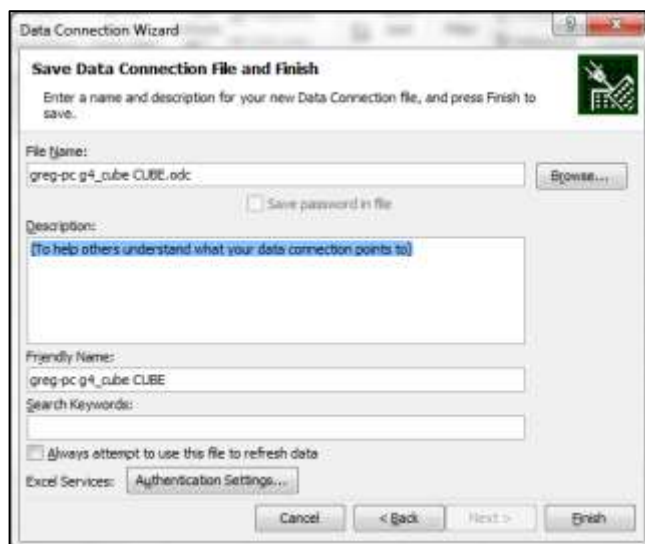 Data Connection Wizard
Save Data Connection File and Finish
Enter a name and description for your new Data Connection file, and press Finish to
save.
File Name:
greg-pc g4_cube CUBE.odc
Browse...
Save password in file
Description:
(To help others understand what your data connection points to)
Friendly Name:
greg-pc g4_cube CUBE
Search Keywords:
Always attempt to use this file to refresh data
Excel Services: Authentication Settings...
Cancel < Back Next > Finish